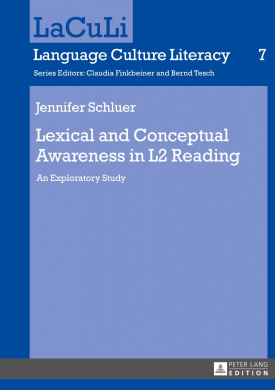 LaCuLi
Language Culture Literacy 7
Series Editors: Claudia Finkbeiner and Bernd Tesch
Jennifer Schluer
Lexical and Conceptual
Awareness in L2 Reading
An Exploratory Study
PETER LANG
EDITION